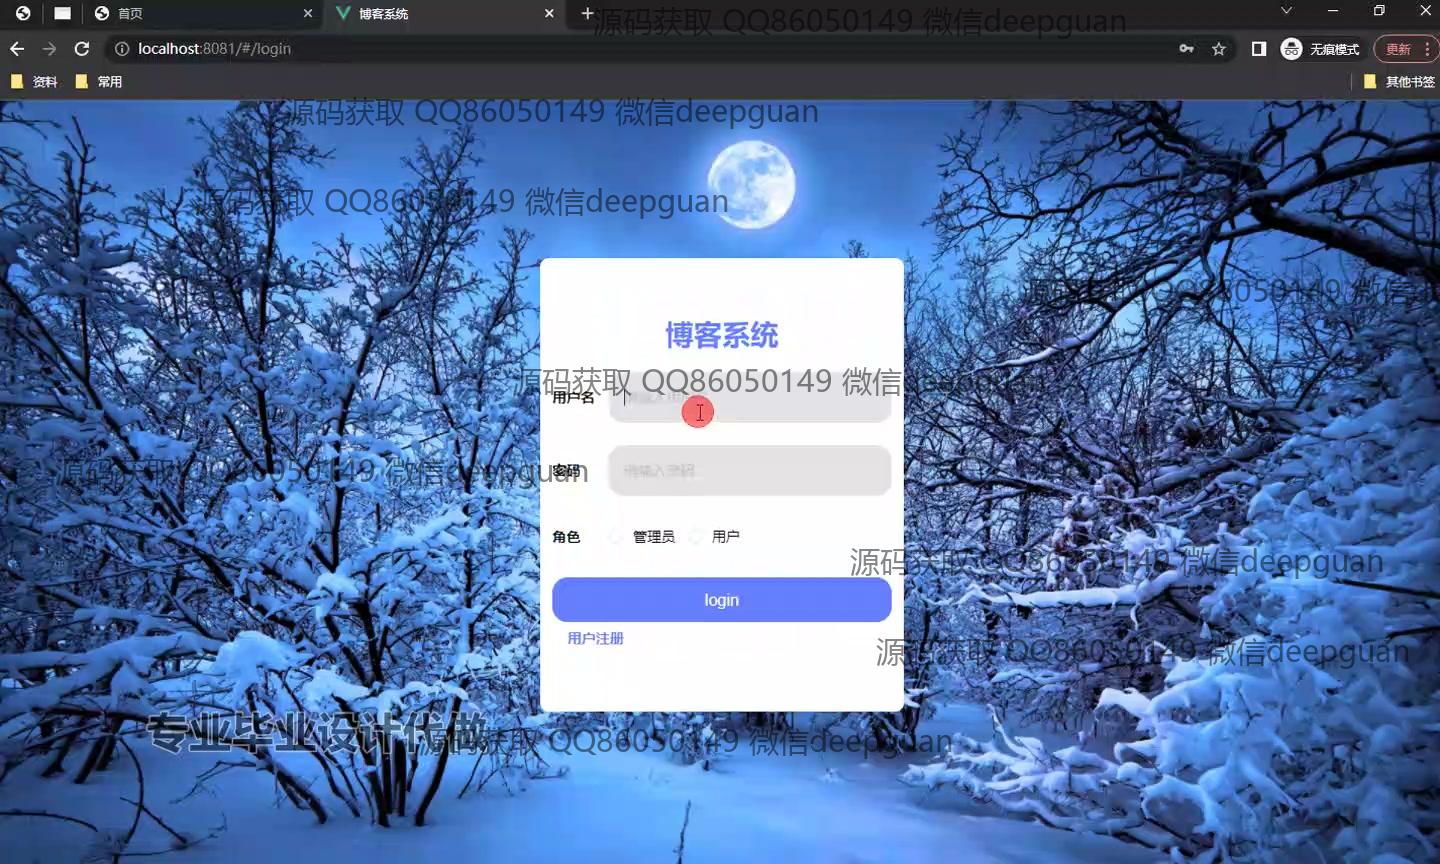 首页
博客系统
源码获取 QQ86050149 微信deepguan
localhost:8081/#/login
无痕模式
更新
资料
常用
其他书签
源码获取 QQ86050149 微信deepguan
源码获取 QQ86050149 微信deepguan
源码获取 QQ86050149 微信
博客系统
源码获取 QQ86050149 微信deepguan
用户名
源码获取 QQ86050149 微信deepguan
密码
请输入密码
角色
管理员
用户
源码获取 QQ86050149 微信deepguan
login
用户注册
源码获取 QQ86050149 微信deepguan
专业毕业设计代做
源码获取 QQ86050149 微信deepguan